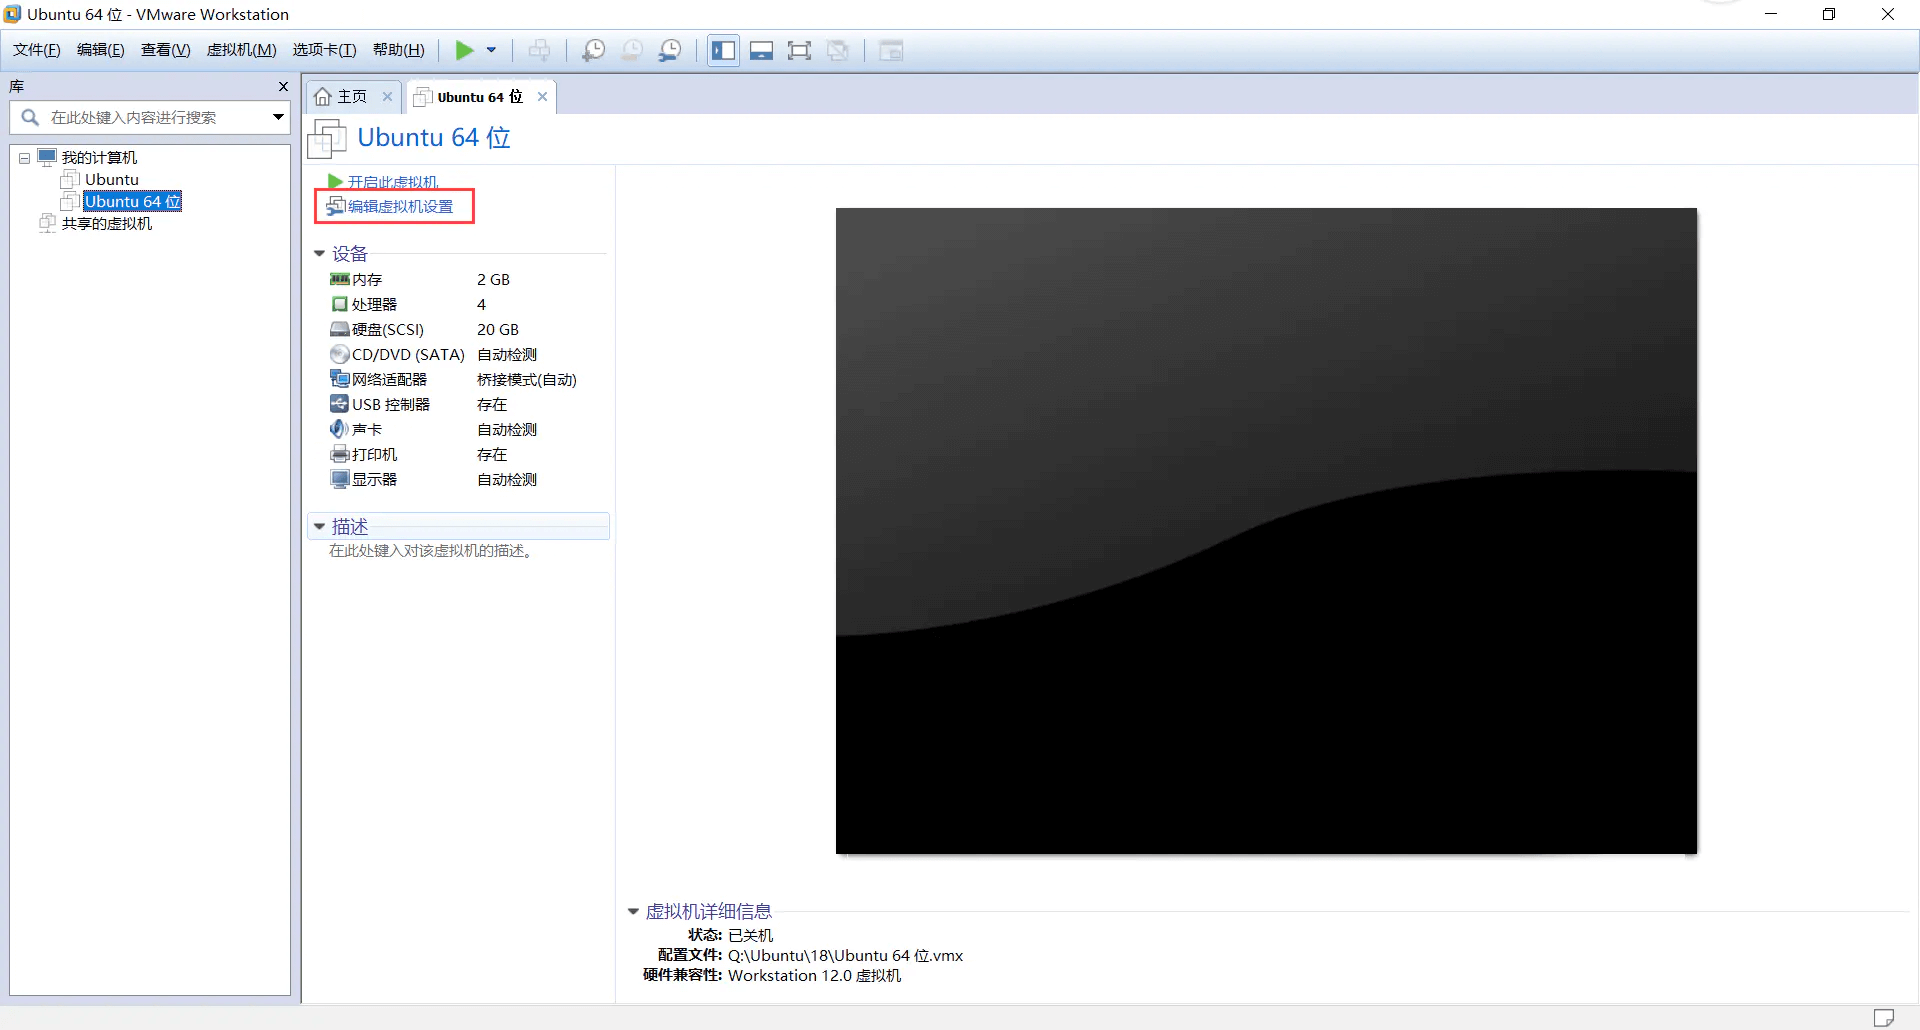 Ubuntu 64 位 - VMware Workstation
文件(F) 编辑(E) 查看(V) 虚拟机(M) 选项卡(T) 帮助(H)
库
在此处键入内容进行搜索
我的计算机
Ubuntu
Ubuntu 64 位
共享的虚拟机
主页 Ubuntu 64 位
Ubuntu 64 位
开启此虚拟机
编辑虚拟机设置
设备
内存 2 GB
处理器 4
硬盘(SCSI) 20 GB
CD/DVD (SATA) 自动检测
网络适配器 桥接模式(自动)
USB 控制器 存在
声卡 自动检测
打印机 存在
显示器 自动检测
描述
在此处键入对该虚拟机的描述。
虚拟机详细信息
状态: 已关机
配置文件: Q:\Ubuntu\18\Ubuntu 64 位.vmx
硬件兼容性: Workstation 12.0 虚拟机